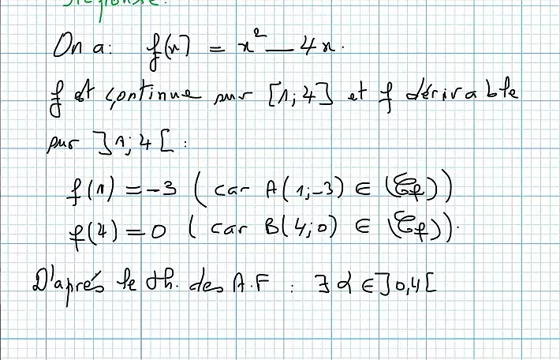 Réponse:
On a: f(x) = x² - 4x.
f est continue sur [1;4] et f dérivable
sur ]1;4[ :
f(1) = -3 ( car A(1;-3) ∈ (𝒞f))
f(4) = 0 ( car B(4;0) ∈ (𝒞f)).
D'après le th. des A.F : ∃ α ∈ ]0,4[